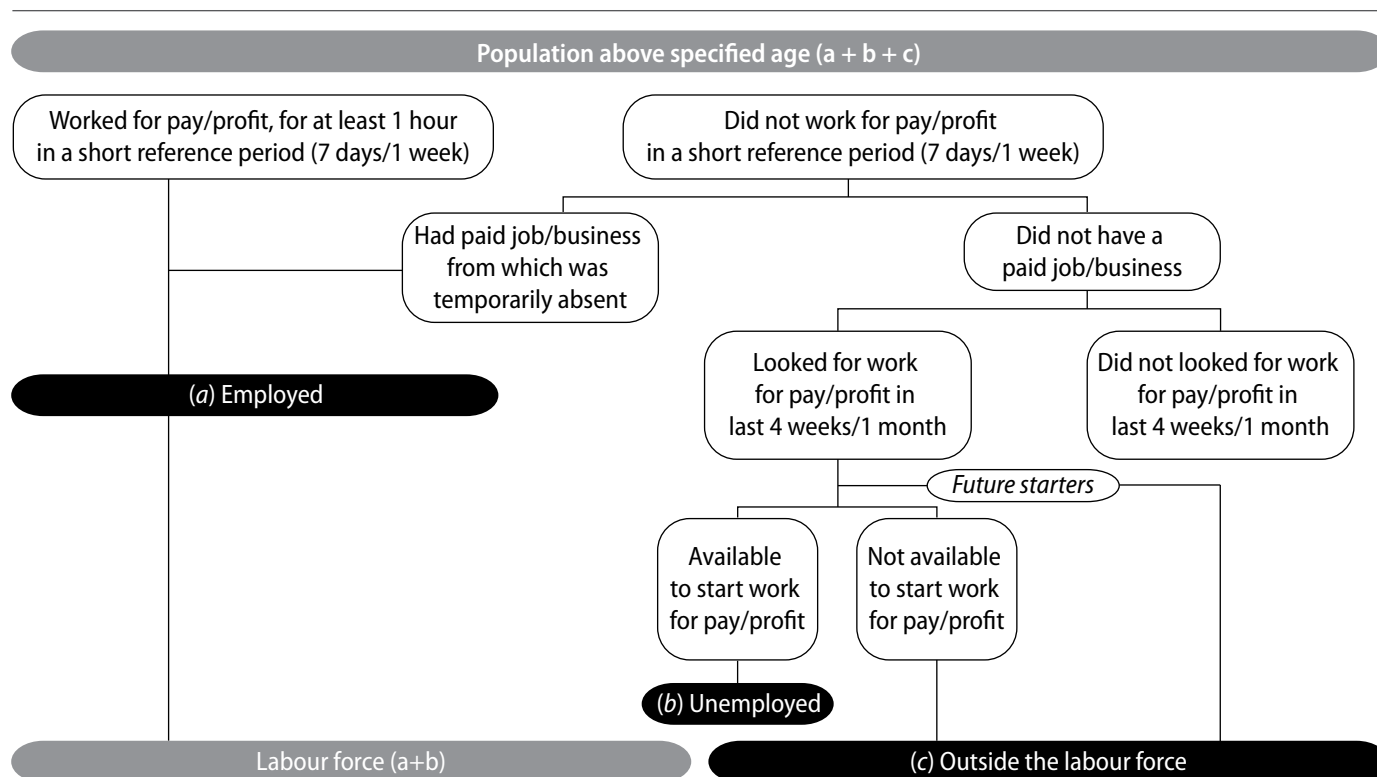 Population above specified age (a + b + c)
Worked for pay/profit, for at least 1 hour
in a short reference period (7 days/1 week)
Did not work for pay/profit
in a short reference period (7 days/1 week)
Had paid job/business
from which was
temporarily absent
Did not have a
paid job/business
(a) Employed
Looked for work
for pay/profit in
last 4 weeks/1 month
Did not looked for work
for pay/profit in
last 4 weeks/1 month
Future starters
Available
to start work
for pay/profit
Not available
to start work
for pay/profit
(b) Unemployed
Labour force (a+b)
(c) Outside the labour force